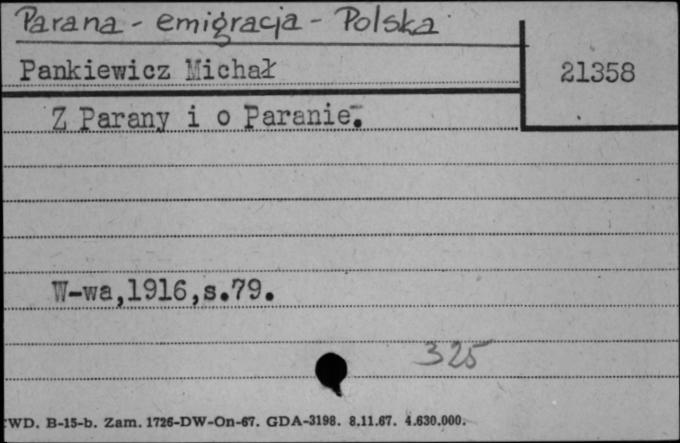 Parana - emigracja - Polska
Pankiewicz Michał
21358
Z Parany i o Paranie.
W-wa,1916,s.79.
325
WD. B-15-b. Zam. 1726-DW-On-67. GDA-3198. 8.11.67. 4.630.000.